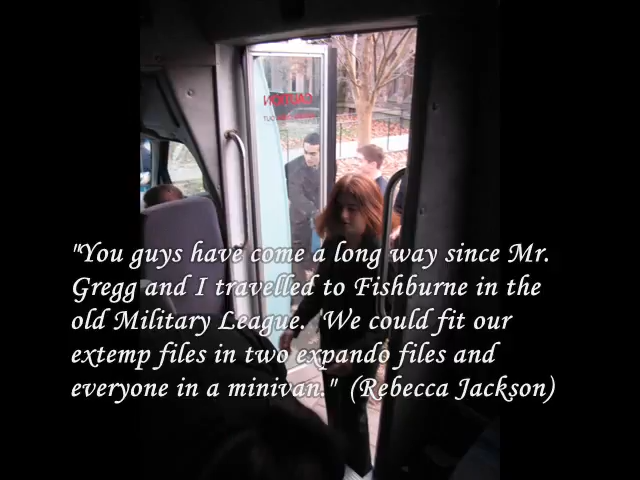 CAUTION
"You guys have come a long way since Mr.
Gregg and I travelled to Fishburne in the
old Military League.  We could fit our
extemp files in two expando files and
everyone in a minivan."  (Rebecca Jackson)